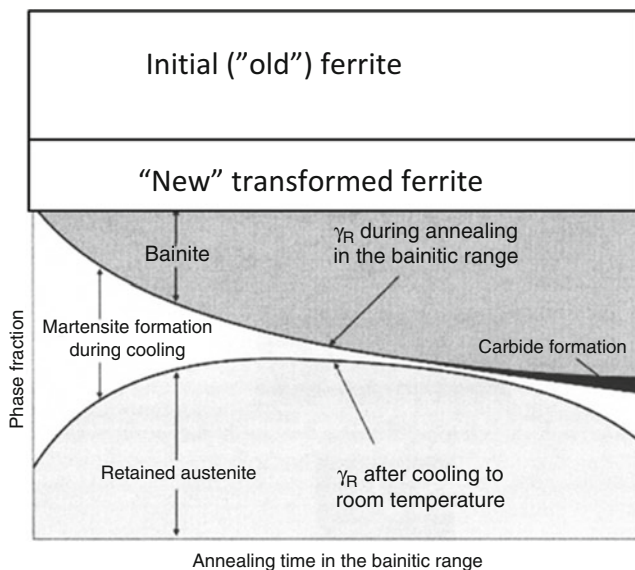 Initial (”old”) ferrite
“New” transformed ferrite
γR during annealing
in the bainitic range
Bainite
Martensite formation
during cooling
Carbide formation
Phase fraction
Retained austenite
γR after cooling to
room temperature
Annealing time in the bainitic range